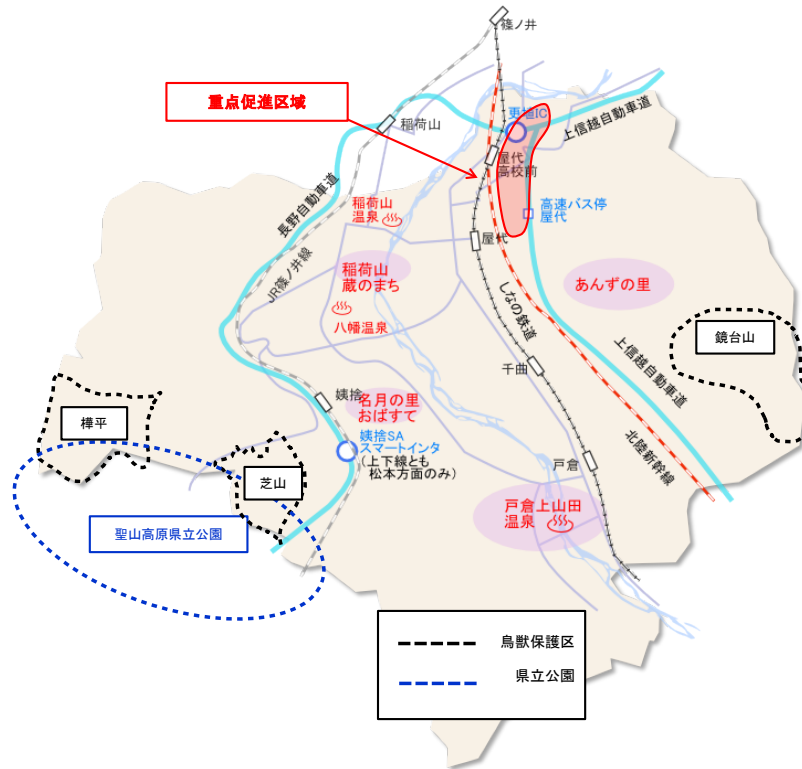 篠ノ井
重点促進区域
更埴IC
上信越自動車道
稲荷山
屋代
高校前
長野自動車道
稲荷山
温泉
高速バス停
屋代
屋代
JR篠ノ井線
稲荷山
蔵のまち
あんずの里
しなの鉄道
八幡温泉
鏡台山
上信越自動車道
千曲
姨捨
名月の里
おばすて
樺平
北陸新幹線
姨捨SA
スマートインタ
(上下線とも
松本方面のみ)
戸倉
芝山
戸倉上山田
温泉
聖山高原県立公園
鳥獣保護区
県立公園